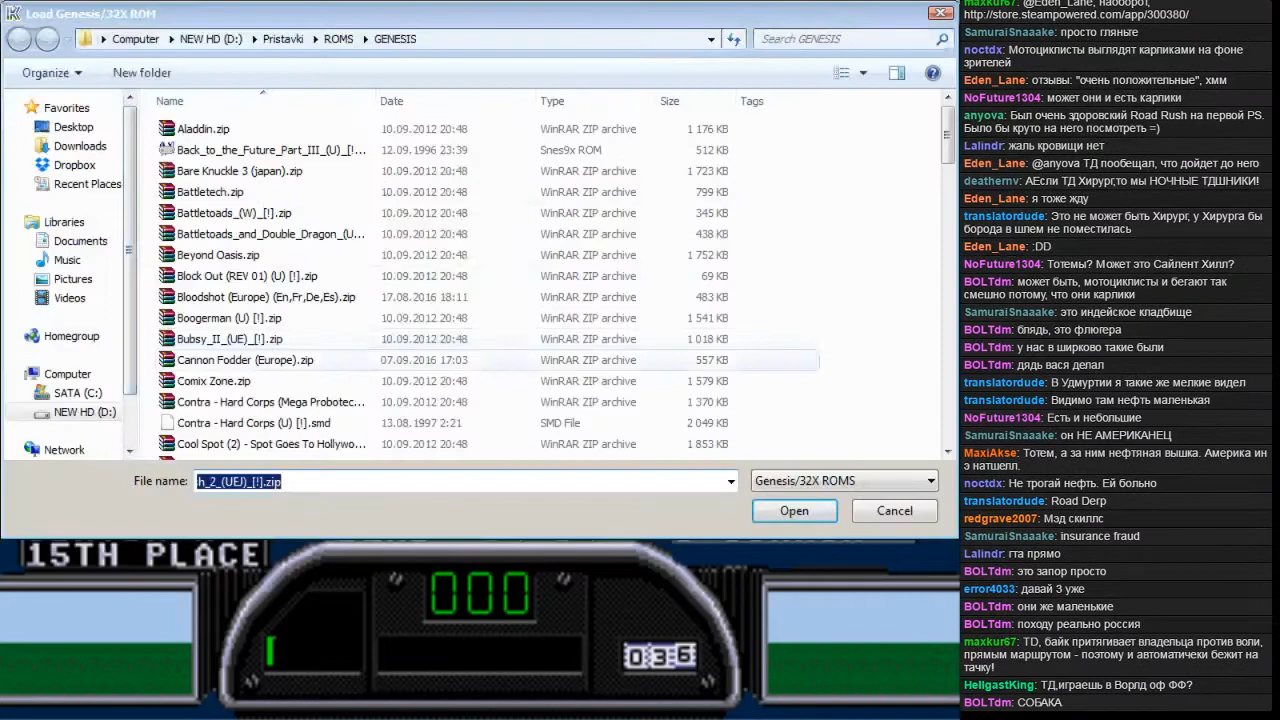 Load Genesis/32X ROM
Computer NEW HD (D:) Pristavki ROMS GENESIS
Search GENESIS
Organize New folder
Favorites
Desktop
Downloads
Dropbox
Recent Places
Libraries
Documents
Music
Pictures
Videos
Homegroup
Computer
SATA (C:)
NEW HD (D:)
Network
Name Date Type Size Tags
Aladdin.zip 10.09.2012 20:48 WinRAR ZIP archive 1 176 KB
Back_to_the_Future_Part_III_(U)_[!... 12.09.1996 23:39 Snes9x ROM 512 KB
Bare Knuckle 3 (japan).zip 10.09.2012 20:48 WinRAR ZIP archive 1 723 KB
Battletech.zip 10.09.2012 20:48 WinRAR ZIP archive 799 KB
Battletoads_(W)_[!].zip 10.09.2012 20:48 WinRAR ZIP archive 345 KB
Battletoads_and_Double_Dragon_(U... 10.09.2012 20:48 WinRAR ZIP archive 438 KB
Beyond Oasis.zip 10.09.2012 20:48 WinRAR ZIP archive 1 752 KB
Block Out (REV 01) (U) [!].zip 10.09.2012 20:48 WinRAR ZIP archive 69 KB
Bloodshot (Europe) (En,Fr,De,Es).zip 17.08.2016 18:11 WinRAR ZIP archive 483 KB
Boogerman (U) [!].zip 10.09.2012 20:48 WinRAR ZIP archive 1 541 KB
Bubsy_II_(UE)_[!].zip 10.09.2012 20:48 WinRAR ZIP archive 1 018 KB
Cannon Fodder (Europe).zip 07.09.2016 17:03 WinRAR ZIP archive 557 KB
Comix Zone.zip 10.09.2012 20:48 WinRAR ZIP archive 1 579 KB
Contra - Hard Corps (Mega Probotec... 10.09.2012 20:48 WinRAR ZIP archive 1 370 KB
Contra - Hard Corps (U) [!].smd 13.08.1997 2:21 SMD File 2 049 KB
Cool Spot (2) - Spot Goes To Hollywo... 10.09.2012 20:48 WinRAR ZIP archive 1 853 KB
File name: h_2_(UEJ)_[!].zip Genesis/32X ROMS
Open Cancel
15TH PLACE
000
036
maxkur67: @Eden_Lane, наоборот,
http://store.steampowered.com/app/300380/
SamuraiSnaaake: просто гляньте
noctdx: Мотоциклисты выглядят карликами на фоне
зрителей
Eden_Lane: отзывы: "очень положительные", хмм
NoFuture1304: может они и есть карлики
anyova: Был очень здоровский Road Rush на первой PS.
Было бы круто на него посмотреть =)
Lalindr: жаль кровищи нет
Eden_Lane: @anyova ТД пообещал, что дойдет до него
deathernv: АЕсли ТД Хирург,то мы НОЧНЫЕ ТДШНИКИ!
Eden_Lane: я тоже жду
translatordude: Это не может быть Хирург, у Хирурга бы
борода в шлем не поместилась
Eden_Lane: :DD
NoFuture1304: Тотемы? Может это Сайлент Хилл?
BOLTdm: может быть, мотоциклисты и бегают так
смешно потому, что они карлики
SamuraiSnaaake: это индейское кладбище
BOLTdm: блядь, это флюгера
BOLTdm: у нас в ширково такие были
BOLTdm: дядь вася делал
translatordude: В Удмуртии я такие же мелкие видел
translatordude: Видимо там нефть маленькая
NoFuture1304: Есть и небольшие
SamuraiSnaaake: он НЕ АМЕРИКАНЕЦ
MaxiAkse: Тотем, а за ним нефтяная вышка. Америка ин
э натшелл.
noctdx: Не трогай нефть. Ей больно
translatordude: Road Derp
redgrave2007: Мэд скиллс
SamuraiSnaaake: insurance fraud
Lalindr: гта прямо
BOLTdm: это запор просто
error4033: давай 3 уже
BOLTdm: они же маленькие
BOLTdm: походу реально россия
maxkur67: TD, байк притягивает владельца против воли,
прямым маршрутом - поэтому и автоматичеки бежит на
тачку!
HellgastKing: ТД,играешь в Ворлд оф ФФ?
BOLTdm: СОБАКА